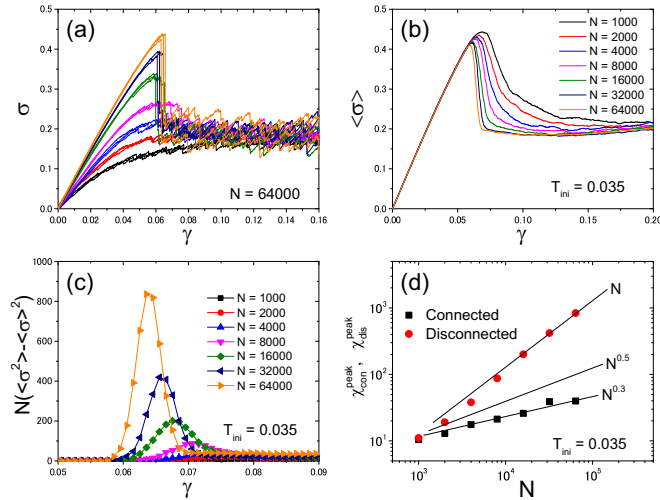 (a)
0.5
0.4
0.3
0.2
0.1
0.0
σ
N = 64000
0.00 0.02 0.04 0.06 0.08 0.10 0.12 0.14 0.16
γ
(b)
0.5
0.4
0.3
0.2
0.1
0.0
<σ>
N = 1000
N = 2000
N = 4000
N = 8000
N = 16000
N = 32000
N = 64000
T_ini = 0.035
0.00 0.05 0.10 0.15 0.20
γ
(c)
1000
800
600
400
200
0
N(<σ²>-<σ>²)
N = 1000
N = 2000
N = 4000
N = 8000
N = 16000
N = 32000
N = 64000
T_ini = 0.035
0.05 0.06 0.07 0.08 0.09
γ
(d)
10³
10²
10¹
χ_con^peak , χ_dis^peak
Connected
Disconnected
N
N^0.5
N^0.3
T_ini = 0.035
10³ 10⁴ 10⁵ 10⁶
N